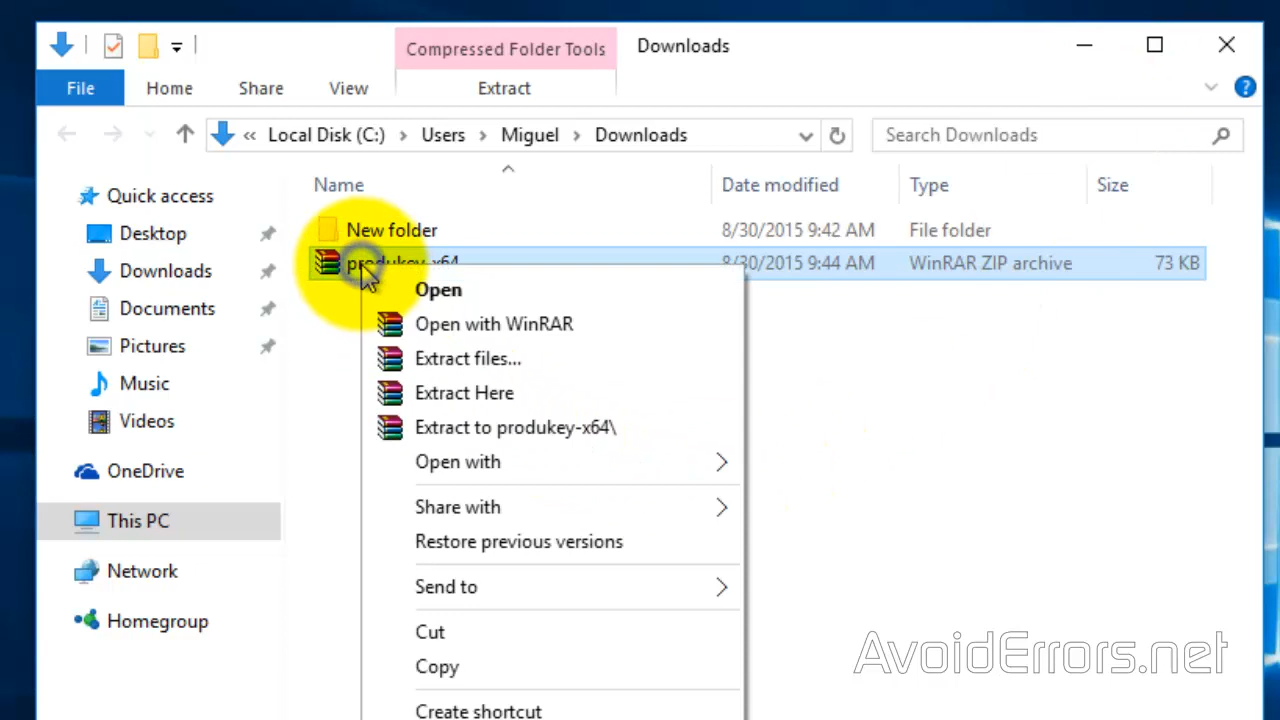 Compressed Folder Tools
Downloads
File
Home
Share
View
Extract
« Local Disk (C:) > Users > Miguel > Downloads
Search Downloads
Name
Date modified
Type
Size
Quick access
Desktop
Downloads
Documents
Pictures
Music
Videos
OneDrive
This PC
Network
Homegroup
New folder
8/30/2015 9:42 AM
File folder
produkey-x64
8/30/2015 9:44 AM
WinRAR ZIP archive
73 KB
Open
Open with WinRAR
Extract files...
Extract Here
Extract to produkey-x64\
Open with
Share with
Restore previous versions
Send to
Cut
Copy
Create shortcut
AvoidErrors.net